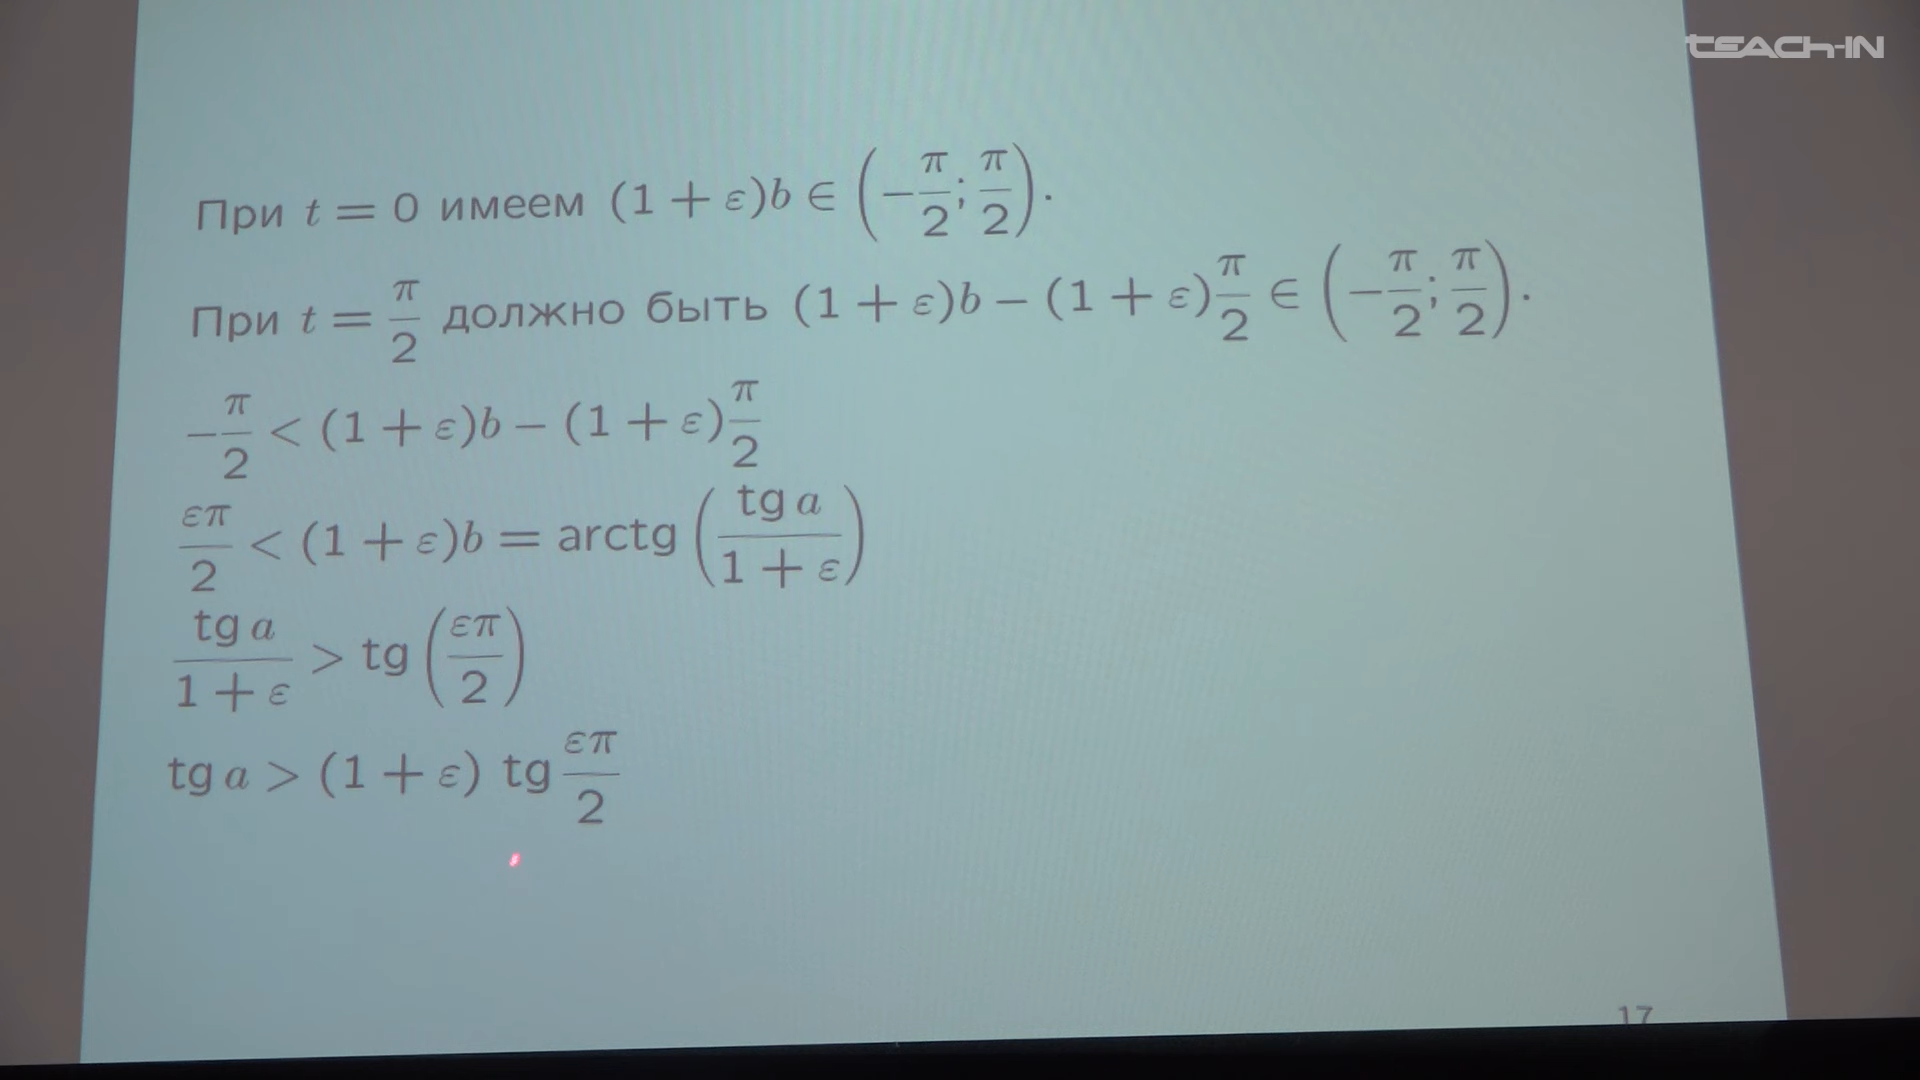 teach-in
При t = 0 имеем (1 + ε)b ∈ (−π/2; π/2).
При t = π/2 должно быть (1 + ε)b − (1 + ε)π/2 ∈ (−π/2; π/2).
−π/2 < (1 + ε)b − (1 + ε)π/2
επ/2 < (1 + ε)b = arctg (tg a/(1 + ε))
tg a/(1 + ε) > tg (επ/2)
tg a > (1 + ε) tg επ/2
17